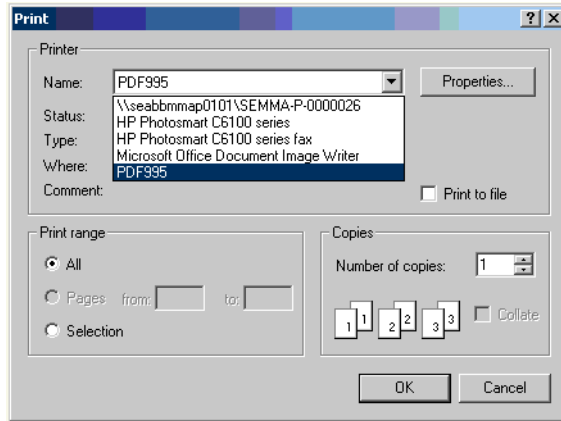 Print
Printer
Name: PDF995 Properties...
\\seabbmmap0101\SEMMA-P-0000026
Status: HP Photosmart C6100 series
Type: HP Photosmart C6100 series fax
Microsoft Office Document Image Writer
Where: PDF995
Comment: Print to file
Print range
All
Pages from: to:
Selection
Copies
Number of copies: 1
1 1 2 2 3 3 Collate
OK Cancel